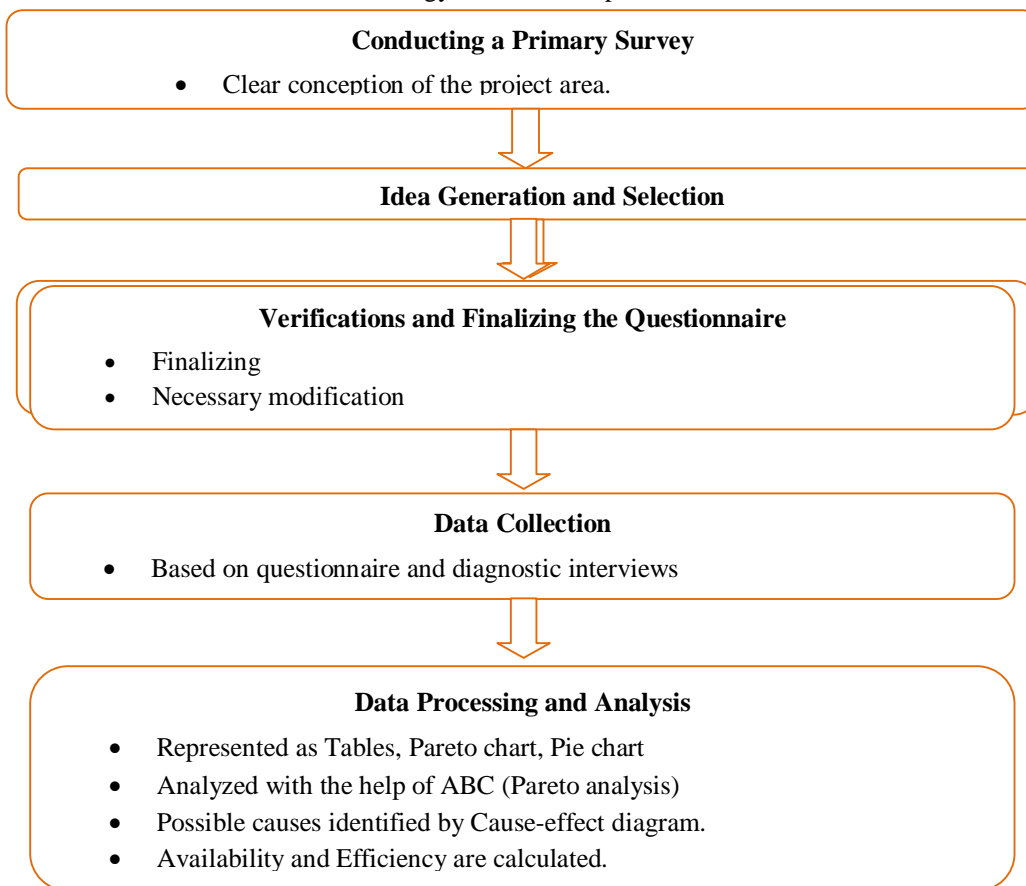 Conducting a Primary Survey
• Clear conception of the project area.
Idea Generation and Selection
Verifications and Finalizing the Questionnaire
• Finalizing
• Necessary modification
Data Collection
• Based on questionnaire and diagnostic interviews
Data Processing and Analysis
• Represented as Tables, Pareto chart, Pie chart
• Analyzed with the help of ABC (Pareto analysis)
• Possible causes identified by Cause-effect diagram.
• Availability and Efficiency are calculated.